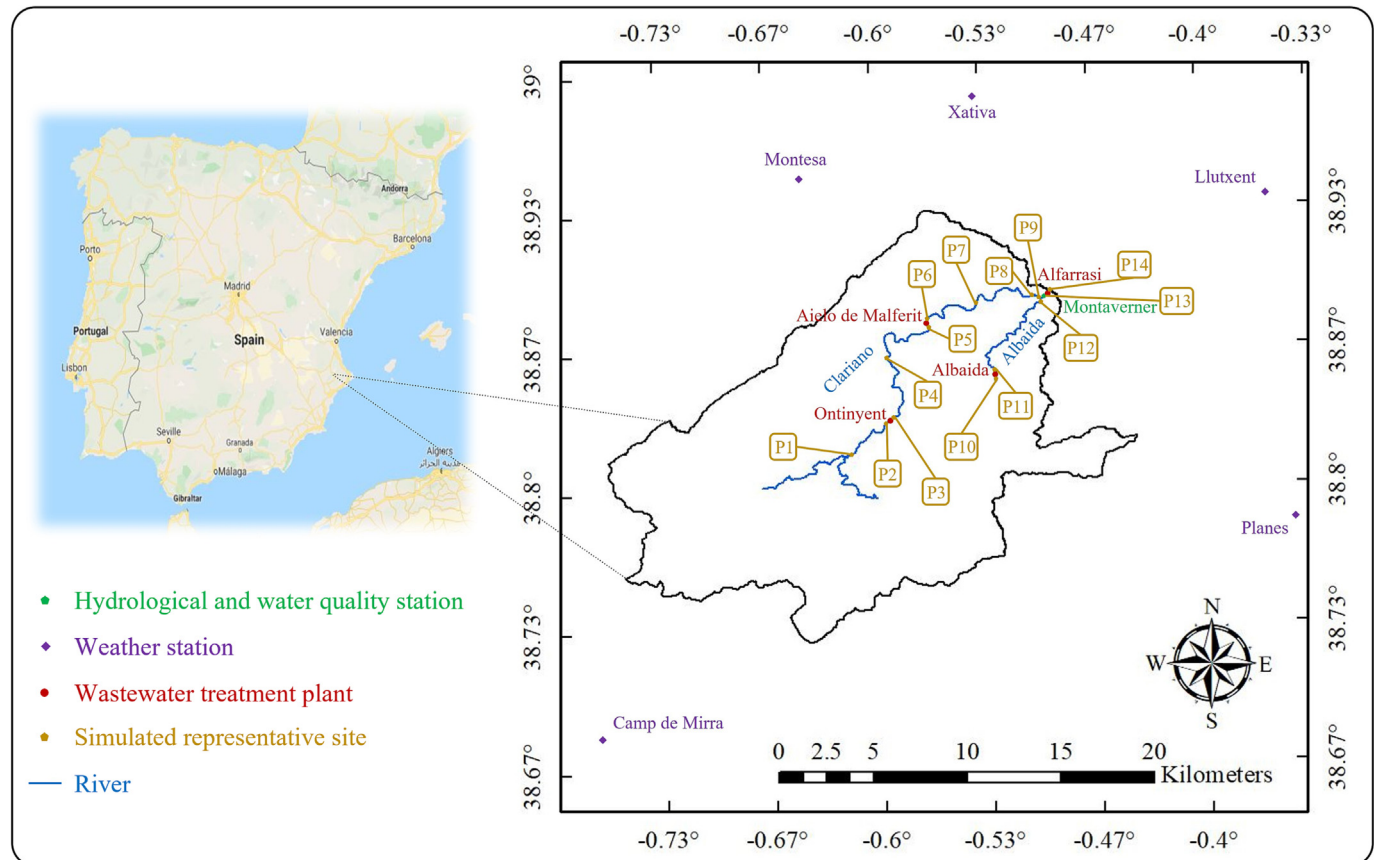 Andorra
Porto
Barcelona
Madrid
Portugal
Spain
Valencia
Lisbon
Seville
Granada
Málaga
Gibraltar
Algiers
مدينة الجزائر
Hydrological and water quality station
Weather station
Wastewater treatment plant
Simulated representative site
River
-0.73° -0.67° -0.6° -0.53° -0.47° -0.4° -0.33°
39°
38.93°
38.87°
38.8°
38.73°
38.67°
Xativa
Montesa
Llutxent
P9
P7
P8
Alfarrasi
P14
P6
P13
Montaverner
Aielo de Malferit
P5
Albaida
P12
Clariano
Albaida
P4
P11
Ontinyent
P1
P10
P2
P3
Planes
Camp de Mirra
N
W
E
S
0 2.5 5 10 15 20
Kilometers
38.93°
38.87°
38.8°
38.73°
38.67°
-0.73° -0.67° -0.6° -0.53° -0.47° -0.4°